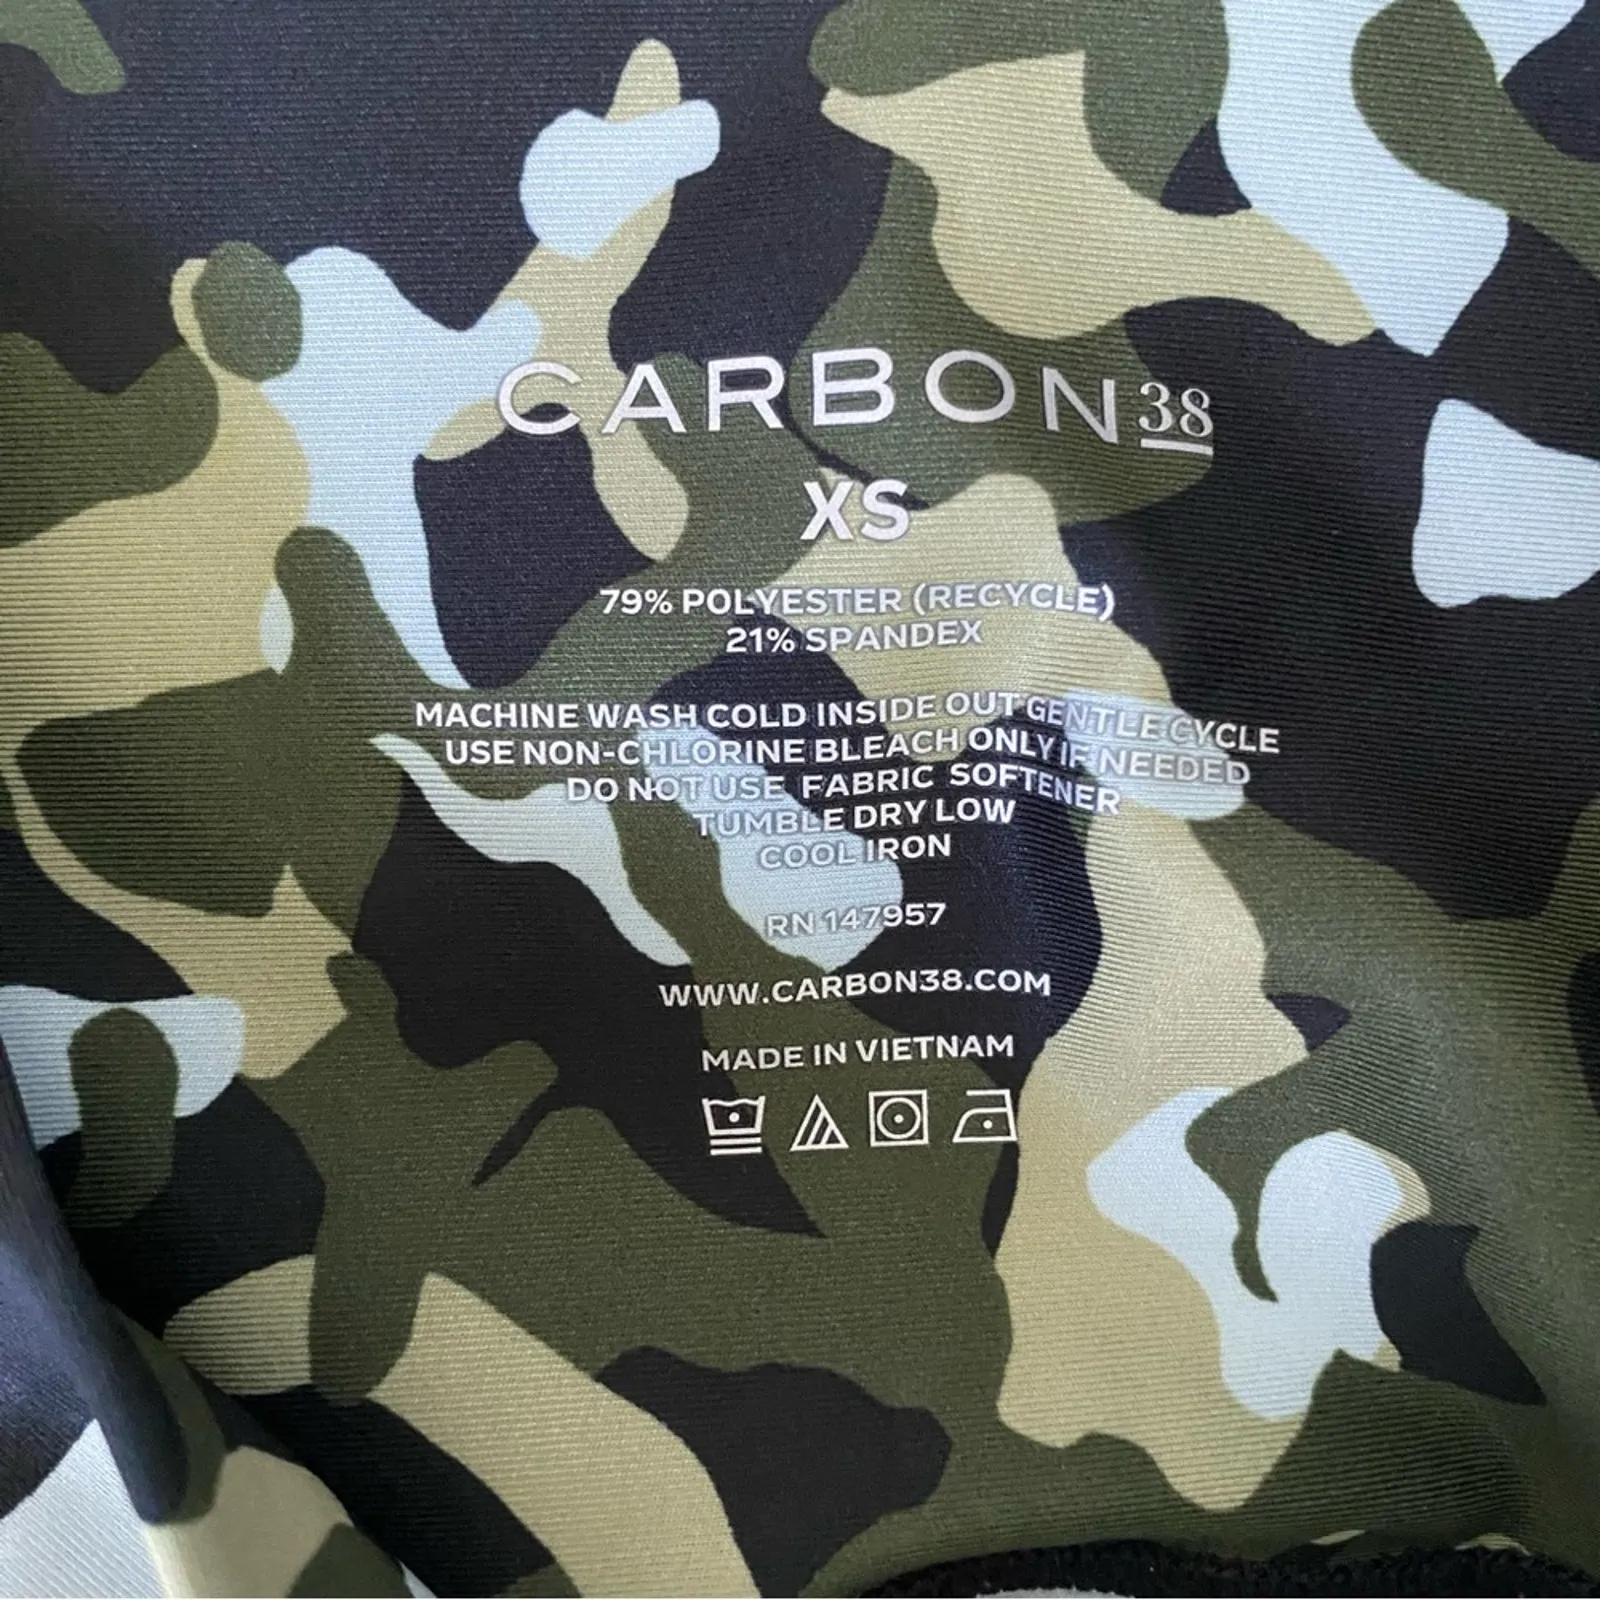 CARBON38
XS
79% POLYESTER (RECYCLE)
21% SPANDEX
MACHINE WASH COLD INSIDE OUT GENTLE CYCLE
USE NON-CHLORINE BLEACH ONLY IF NEEDED
DO NOT USE FABRIC SOFTENER
TUMBLE DRY LOW
COOL IRON
RN 147957
WWW.CARBON38.COM
MADE IN VIETNAM